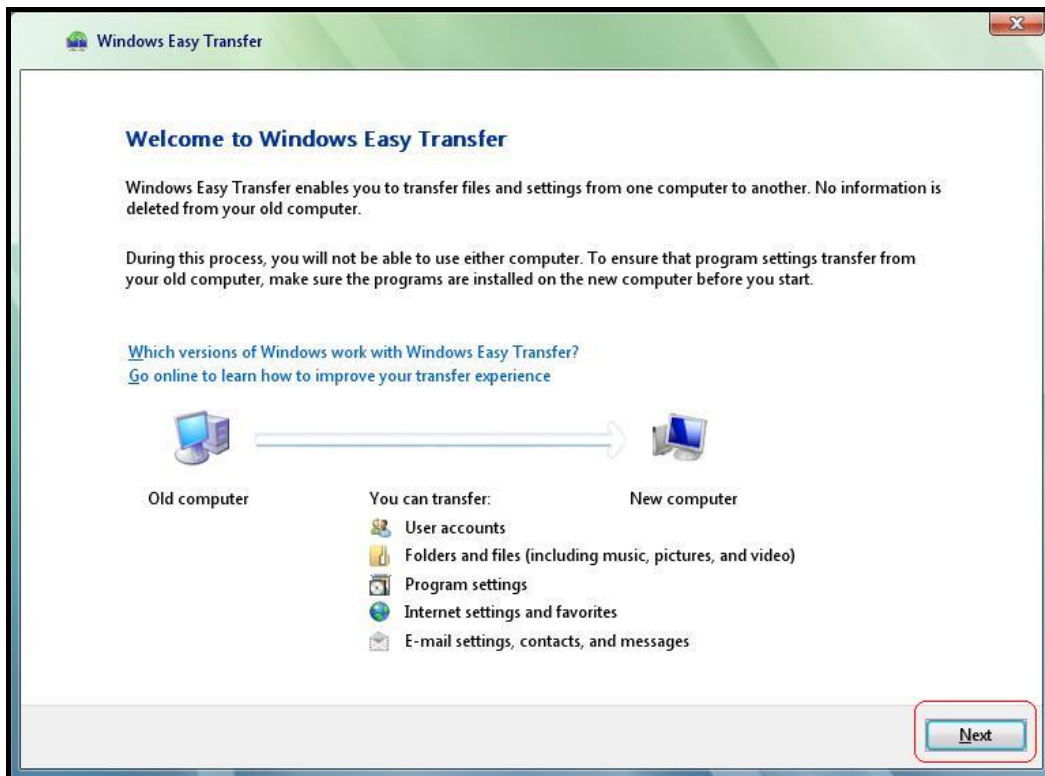 Windows Easy Transfer
Welcome to Windows Easy Transfer
Windows Easy Transfer enables you to transfer files and settings from one computer to another. No information is
deleted from your old computer.
During this process, you will not be able to use either computer. To ensure that program settings transfer from
your old computer, make sure the programs are installed on the new computer before you start.
Which versions of Windows work with Windows Easy Transfer?
Go online to learn how to improve your transfer experience
Old computer
You can transfer:
New computer
User accounts
Folders and files (including music, pictures, and video)
Program settings
Internet settings and favorites
E-mail settings, contacts, and messages
Next